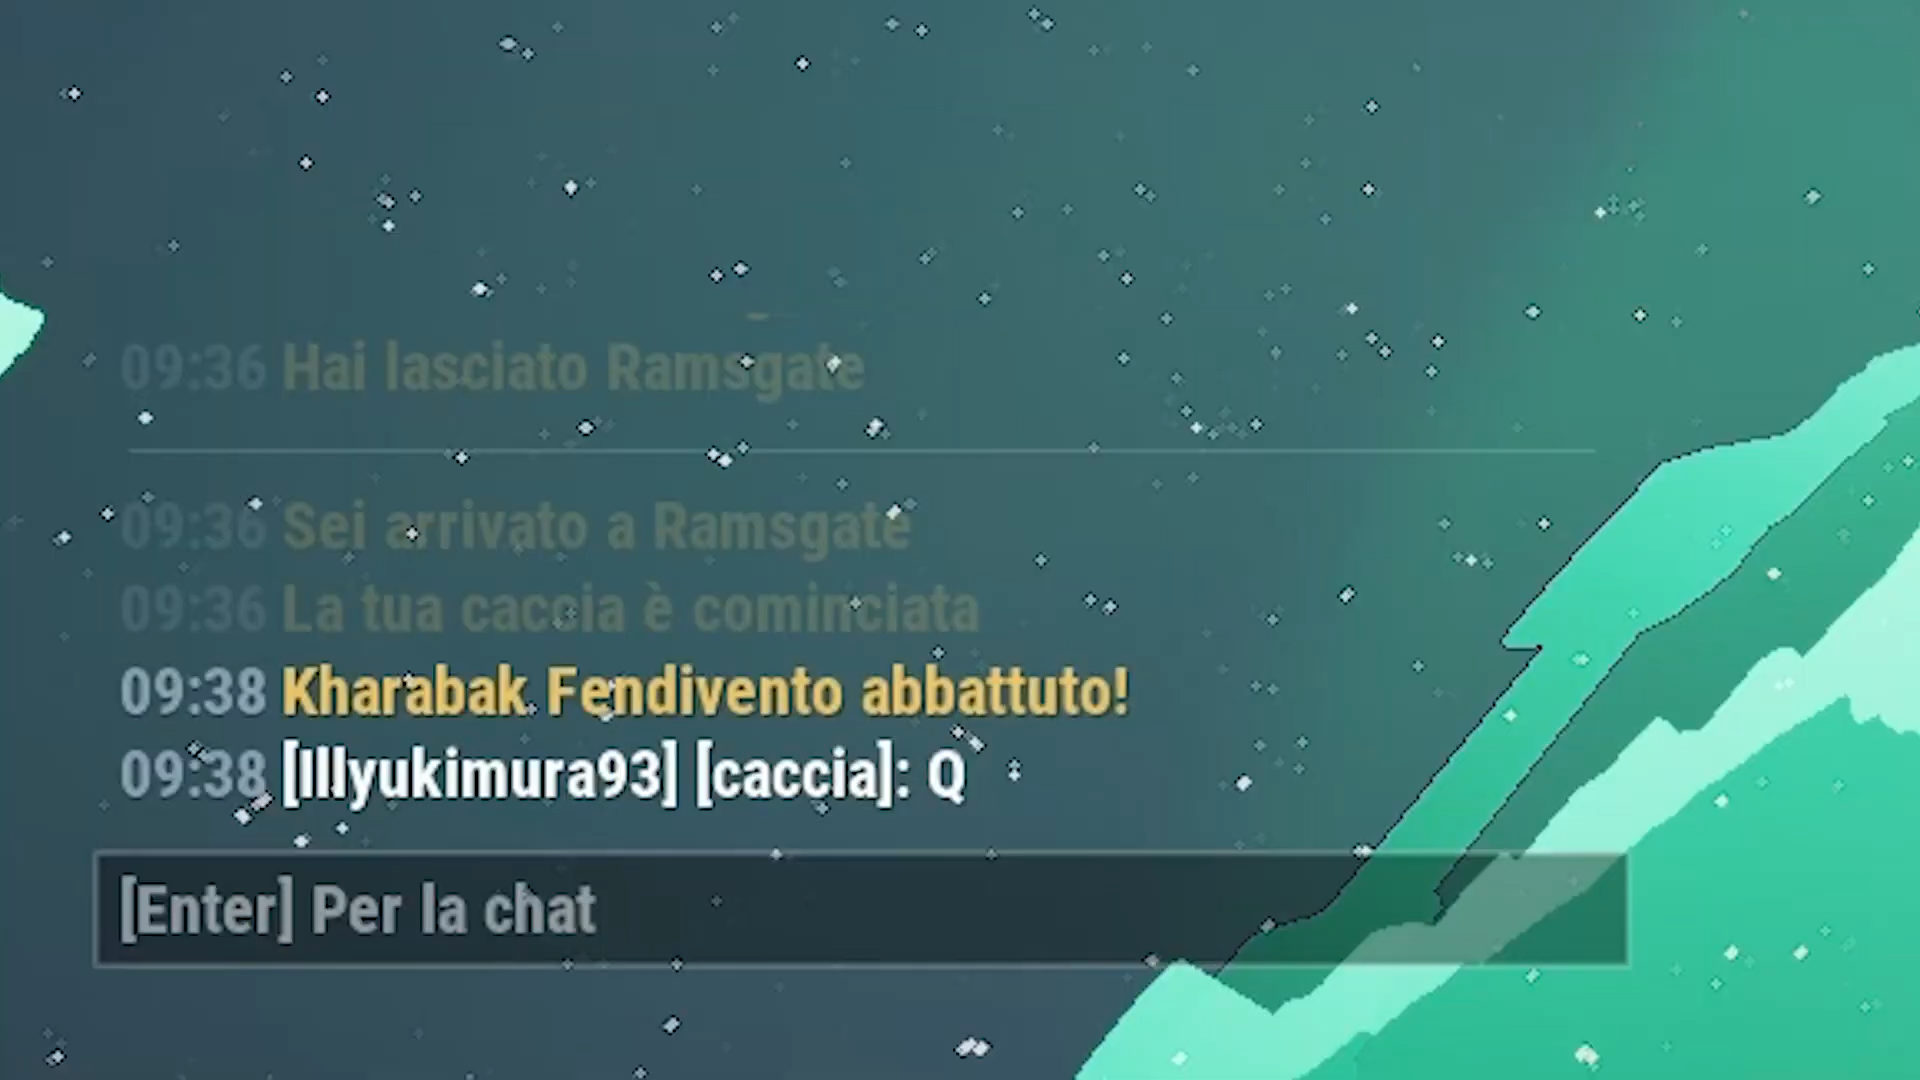 09:36 Hai lasciato Ramsgate
09:36 Sei arrivato a Ramsgate
09:36 La tua caccia è cominciata
09:38 Kharabak Fendivento abbattuto!
09:38 [Illyukimura93] [caccia]: Q
[Enter] Per la chat